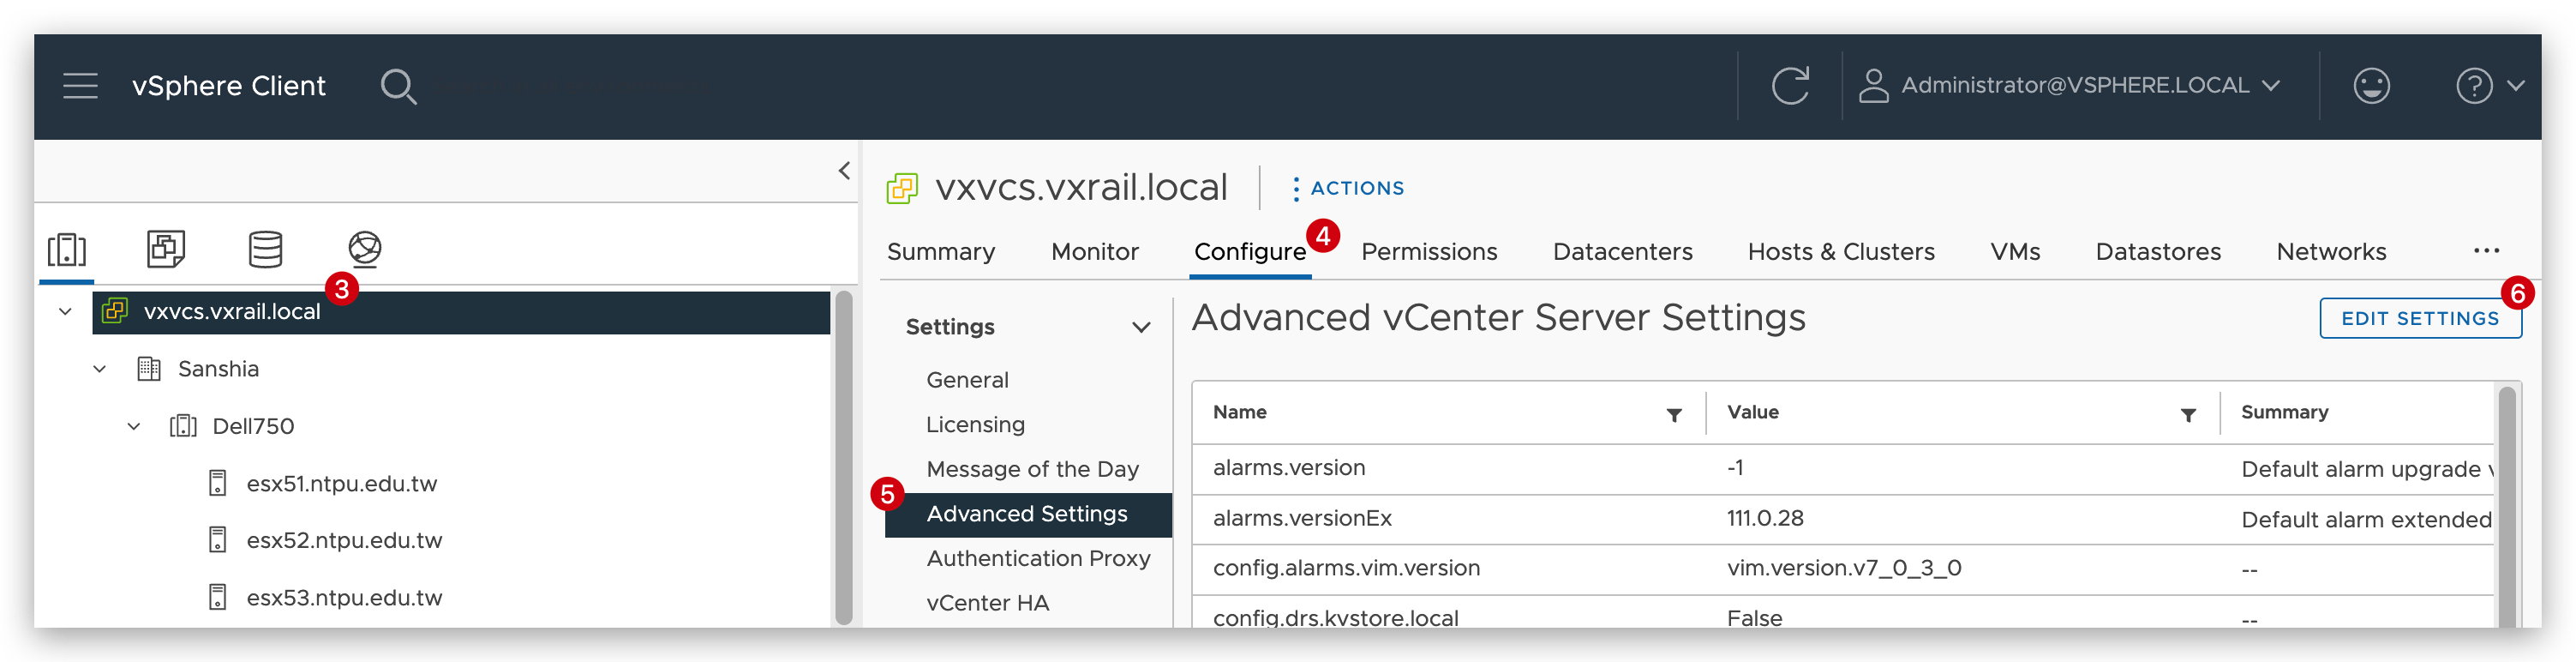 vSphere Client
Administrator@VSPHERE.LOCAL
?
3
vxvcs.vxrail.local
Sanshia
Dell750
esx51.ntpu.edu.tw
esx52.ntpu.edu.tw
esx53.ntpu.edu.tw
vxvcs.vxrail.local
ACTIONS
4
Summary Monitor Configure Permissions Datacenters Hosts & Clusters VMs Datastores Networks ...
Settings
General
Licensing
Message of the Day
5
Advanced Settings
Authentication Proxy
vCenter HA
Advanced vCenter Server Settings
6
EDIT SETTINGS
Name Value Summary
alarms.version -1 Default alarm upgrade
alarms.versionEx 111.0.28 Default alarm extended
config.alarms.vim.version vim.version.v7_0_3_0 --
config.drs.kvstore.local False --